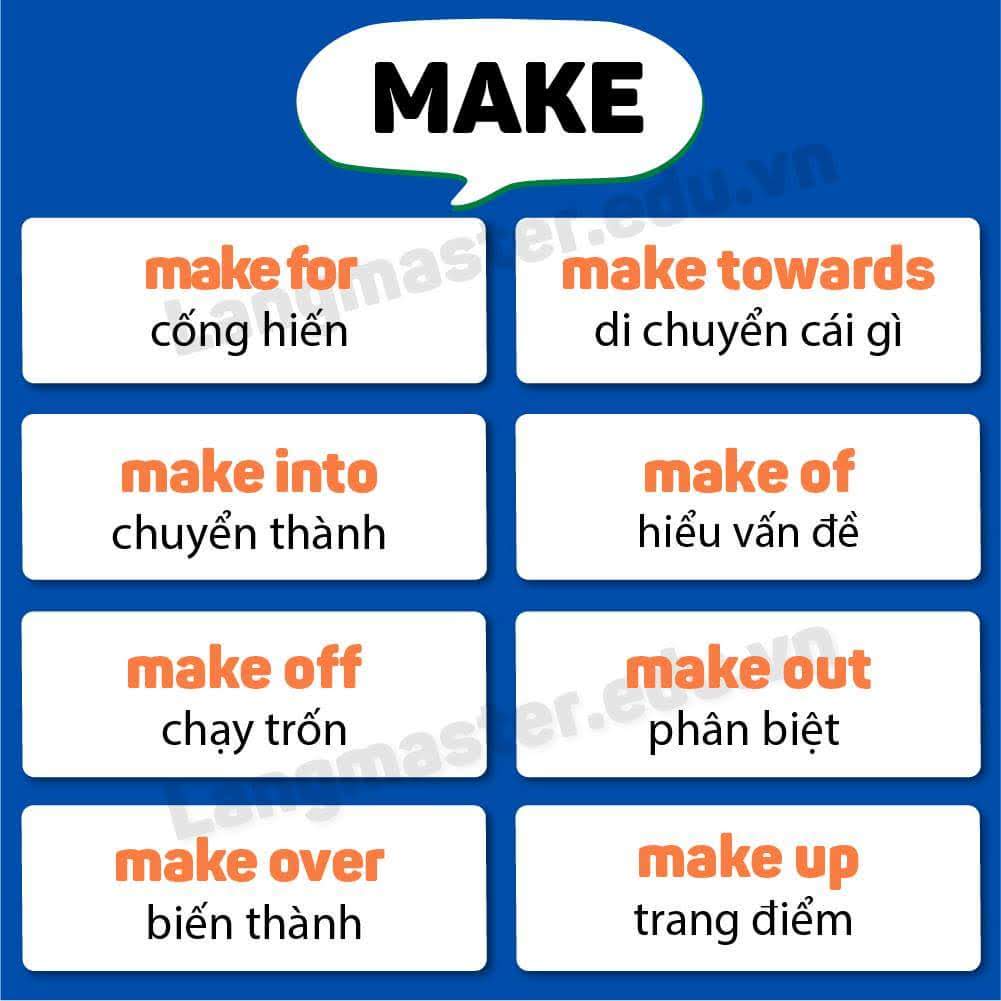 MAKE
make for
cống hiến
make towards
di chuyển cái gì
make into
chuyển thành
make of
hiểu vấn đề
make off
chạy trốn
make out
phân biệt
make over
biến thành
make up
trang điểm
Langmaster.edu.vn
Langmaster.edu.vn